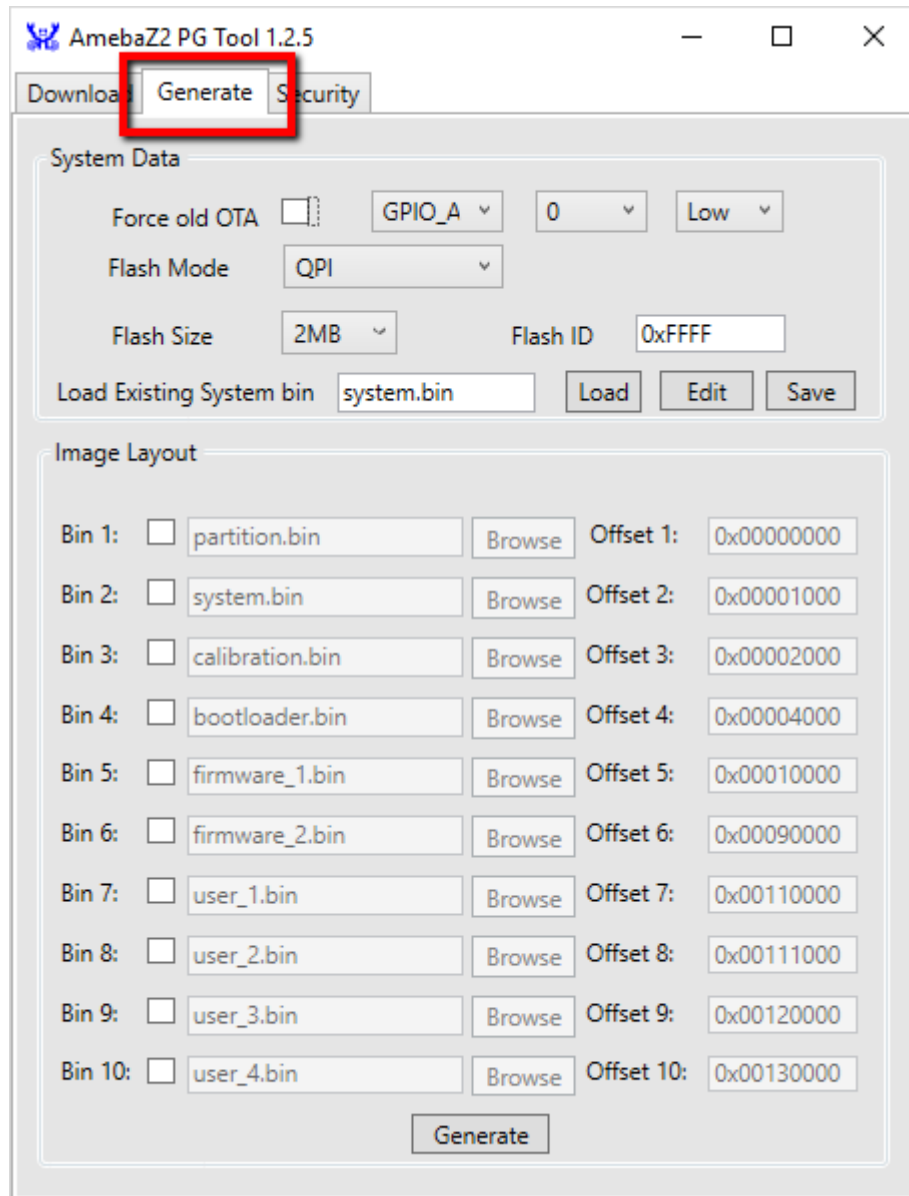 AmebaZ2 PG Tool 1.2.5
Download Generate Security
System Data
Force old OTA GPIO_A 0 Low
Flash Mode QPI
Flash Size 2MB Flash ID 0xFFFF
Load Existing System bin system.bin Load Edit Save
Image Layout
Bin 1: partition.bin Browse Offset 1: 0x00000000
Bin 2: system.bin Browse Offset 2: 0x00001000
Bin 3: calibration.bin Browse Offset 3: 0x00002000
Bin 4: bootloader.bin Browse Offset 4: 0x00004000
Bin 5: firmware_1.bin Browse Offset 5: 0x00010000
Bin 6: firmware_2.bin Browse Offset 6: 0x00090000
Bin 7: user_1.bin Browse Offset 7: 0x00110000
Bin 8: user_2.bin Browse Offset 8: 0x00111000
Bin 9: user_3.bin Browse Offset 9: 0x00120000
Bin 10: user_4.bin Browse Offset 10: 0x00130000
Generate